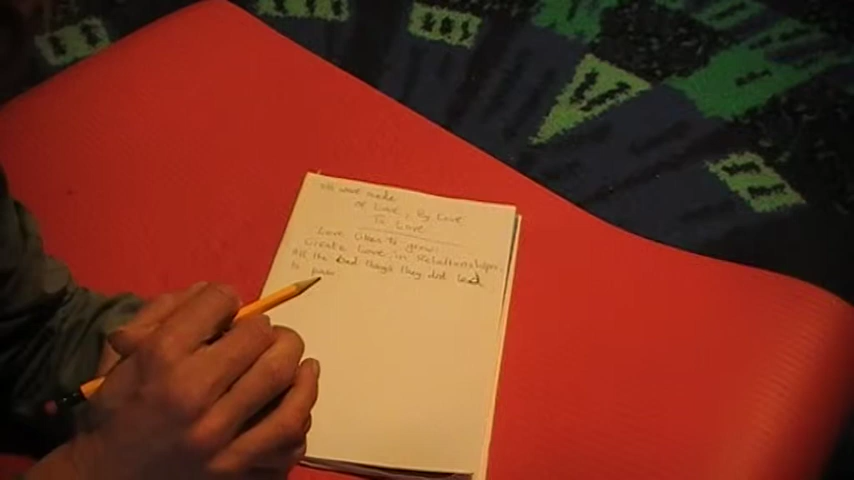 We were made
of Love, By Love
To Love
Love likes to grow:
Create Love in Relationships.
All the bad things they did lead
to pain